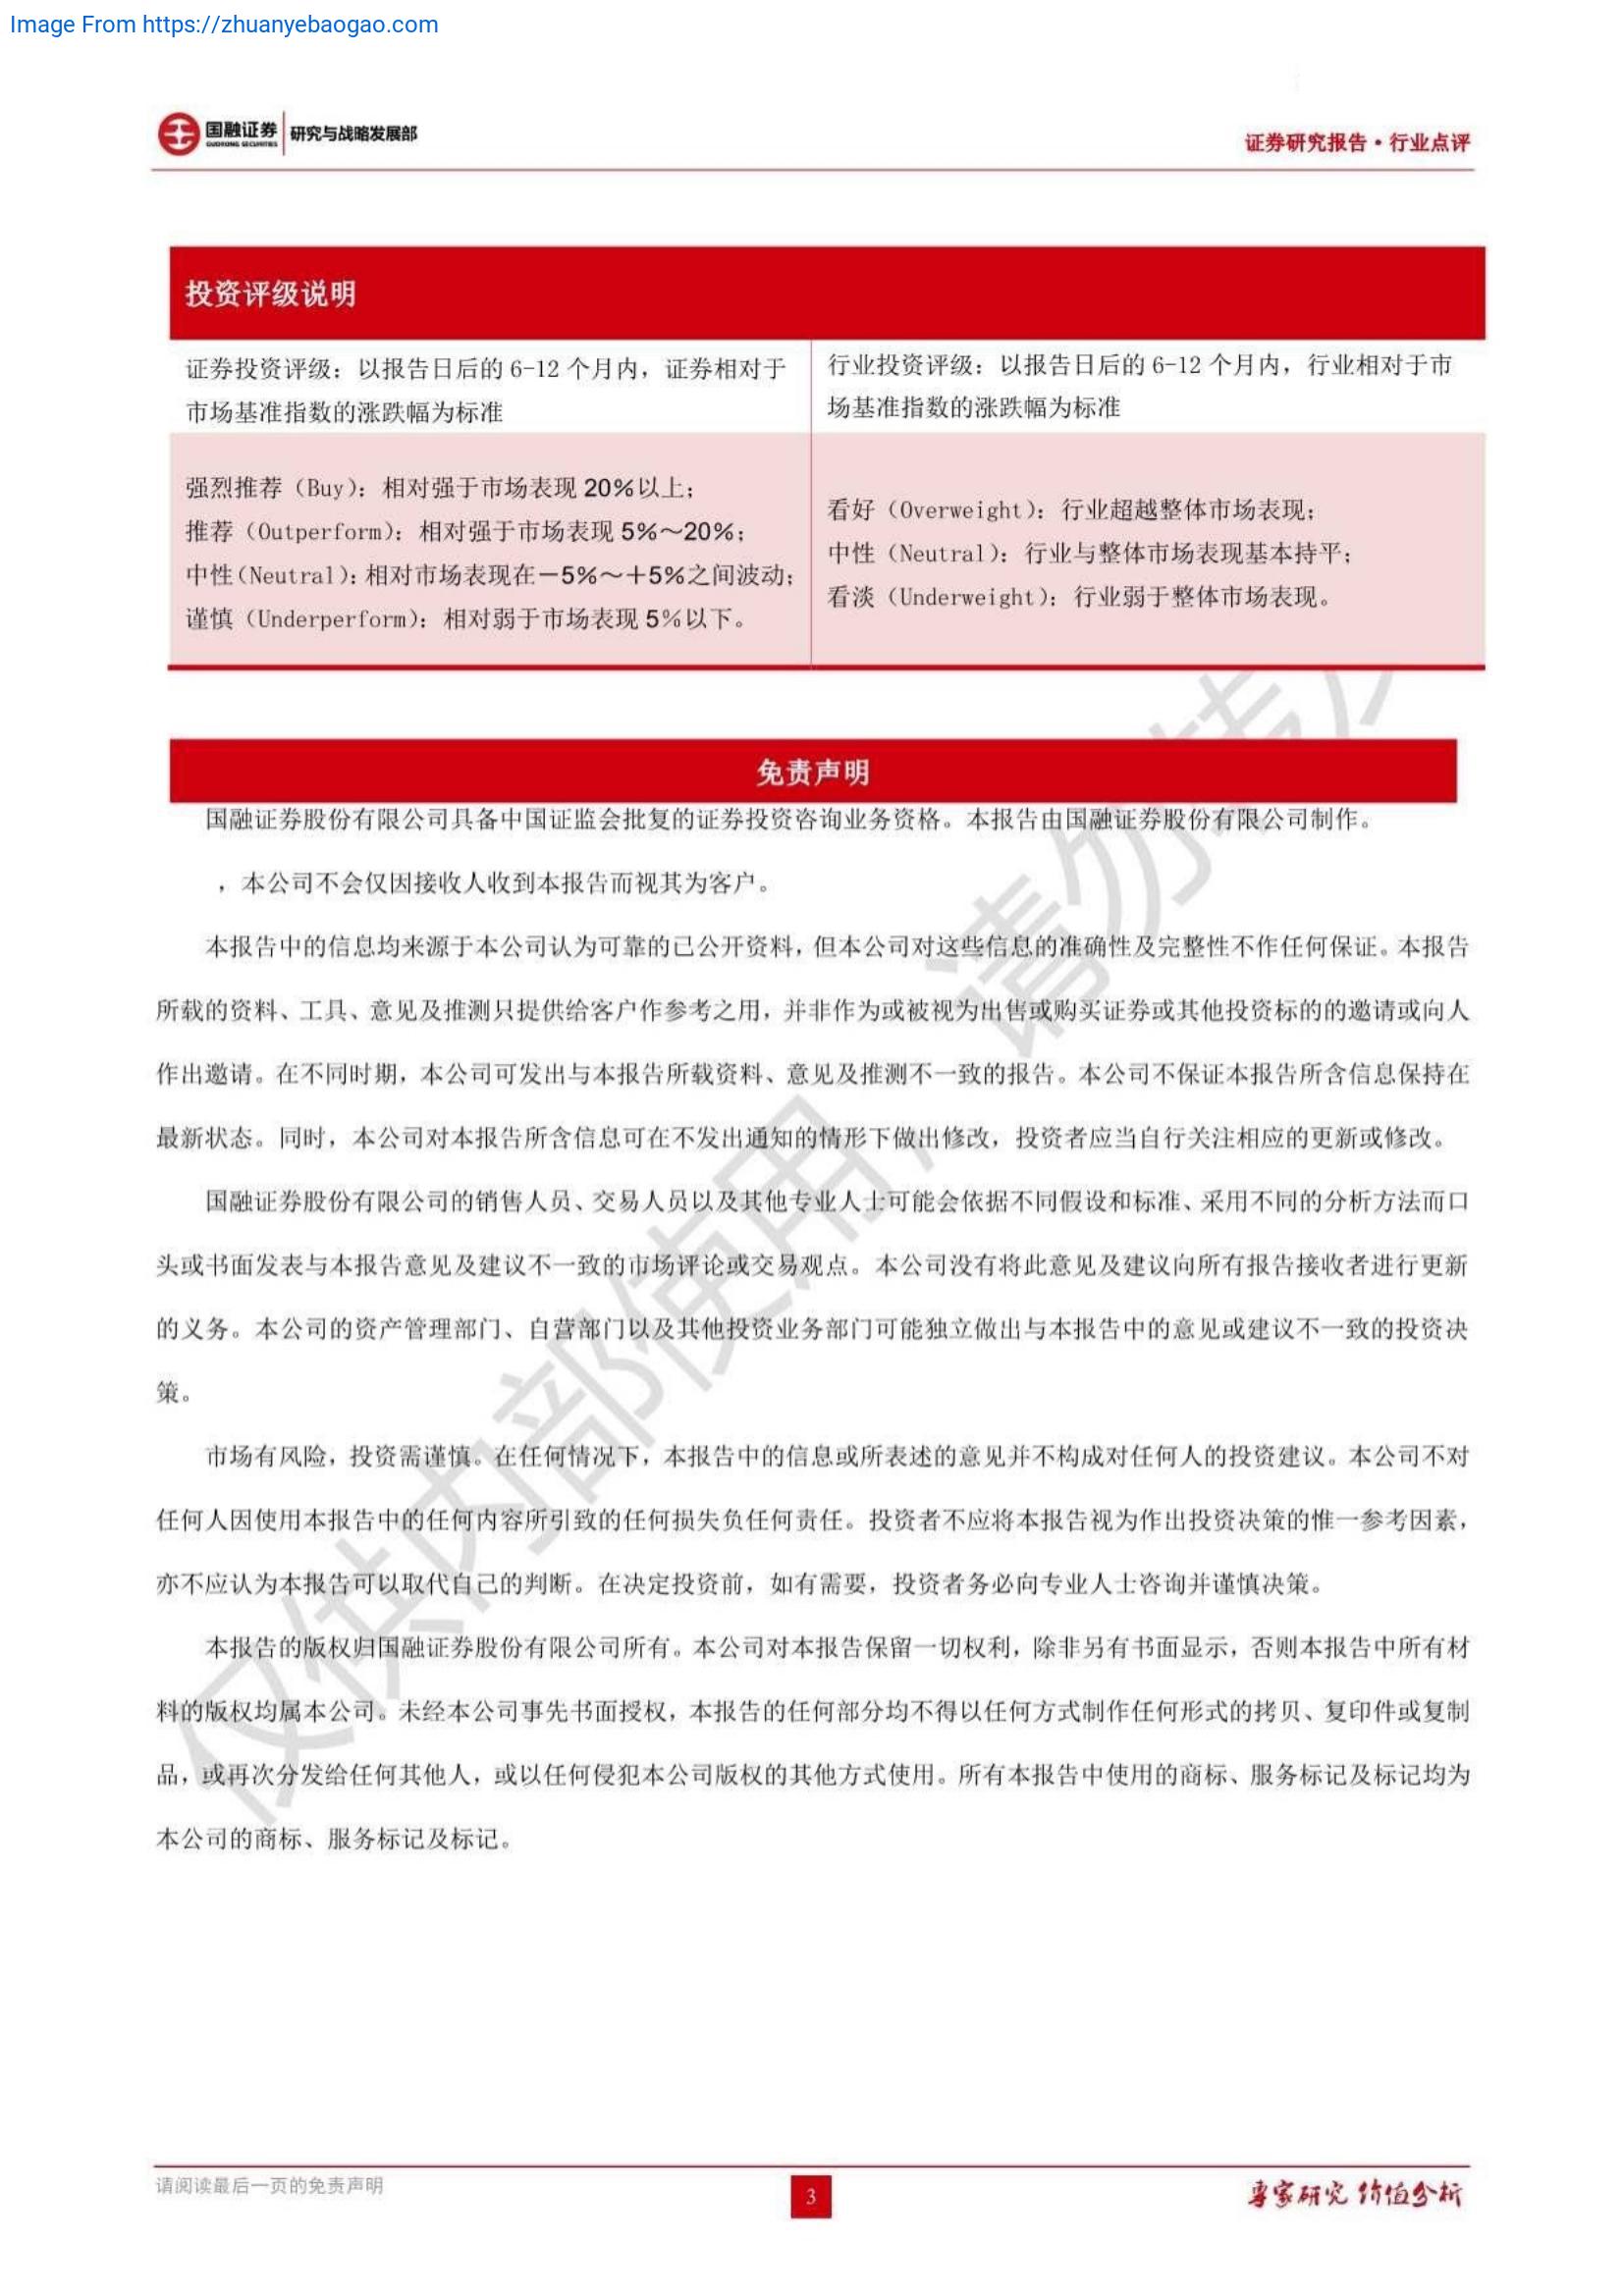 Image From https://zhuanyebaogao.com
国融证券
GUORONG SECURITIES
研究与战略发展部
证券研究报告·行业点评
投资评级说明
证券投资评级：以报告日后的 6-12 个月内，证券相对于
市场基准指数的涨跌幅为标准
行业投资评级：以报告日后的 6-12 个月内，行业相对于市
场基准指数的涨跌幅为标准
强烈推荐（Buy）：相对强于市场表现 20％以上；
推荐（Outperform）：相对强于市场表现 5％～20％；
中性（Neutral）：相对市场表现在－5％～＋5％之间波动；
谨慎（Underperform）：相对弱于市场表现 5％以下。
看好（Overweight）：行业超越整体市场表现；
中性（Neutral）：行业与整体市场表现基本持平；
看淡（Underweight）：行业弱于整体市场表现。
免责声明
国融证券股份有限公司具备中国证监会批复的证券投资咨询业务资格。本报告由国融证券股份有限公司制作。
，本公司不会仅因接收人收到本报告而视其为客户。
本报告中的信息均来源于本公司认为可靠的已公开资料，但本公司对这些信息的准确性及完整性不作任何保证。本报告
所载的资料、工具、意见及推测只提供给客户作参考之用，并非作为或被视为出售或购买证券或其他投资标的的邀请或向人
作出邀请。在不同时期，本公司可发出与本报告所载资料、意见及推测不一致的报告。本公司不保证本报告所含信息保持在
最新状态。同时，本公司对本报告所含信息可在不发出通知的情形下做出修改，投资者应当自行关注相应的更新或修改。
国融证券股份有限公司的销售人员、交易人员以及其他专业人士可能会依据不同假设和标准、采用不同的分析方法而口
头或书面发表与本报告意见及建议不一致的市场评论或交易观点。本公司没有将此意见及建议向所有报告接收者进行更新
的义务。本公司的资产管理部门、自营部门以及其他投资业务部门可能独立做出与本报告中的意见或建议不一致的投资决
策。
市场有风险，投资需谨慎。在任何情况下，本报告中的信息或所表述的意见并不构成对任何人的投资建议。本公司不对
任何人因使用本报告中的任何内容所引致的任何损失负任何责任。投资者不应将本报告视为作出投资决策的惟一参考因素，
亦不应认为本报告可以取代自己的判断。在决定投资前，如有需要，投资者务必向专业人士咨询并谨慎决策。
本报告的版权归国融证券股份有限公司所有。本公司对本报告保留一切权利，除非另有书面显示，否则本报告中所有材
料的版权均属本公司。未经本公司事先书面授权，本报告的任何部分均不得以任何方式制作任何形式的拷贝、复印件或复制
品，或再次分发给任何其他人，或以任何侵犯本公司版权的其他方式使用。所有本报告中使用的商标、服务标记及标记均为
本公司的商标、服务标记及标记。
仅供内部使用，请勿转
请阅读最后一页的免责声明
3
专家研究 价值分析